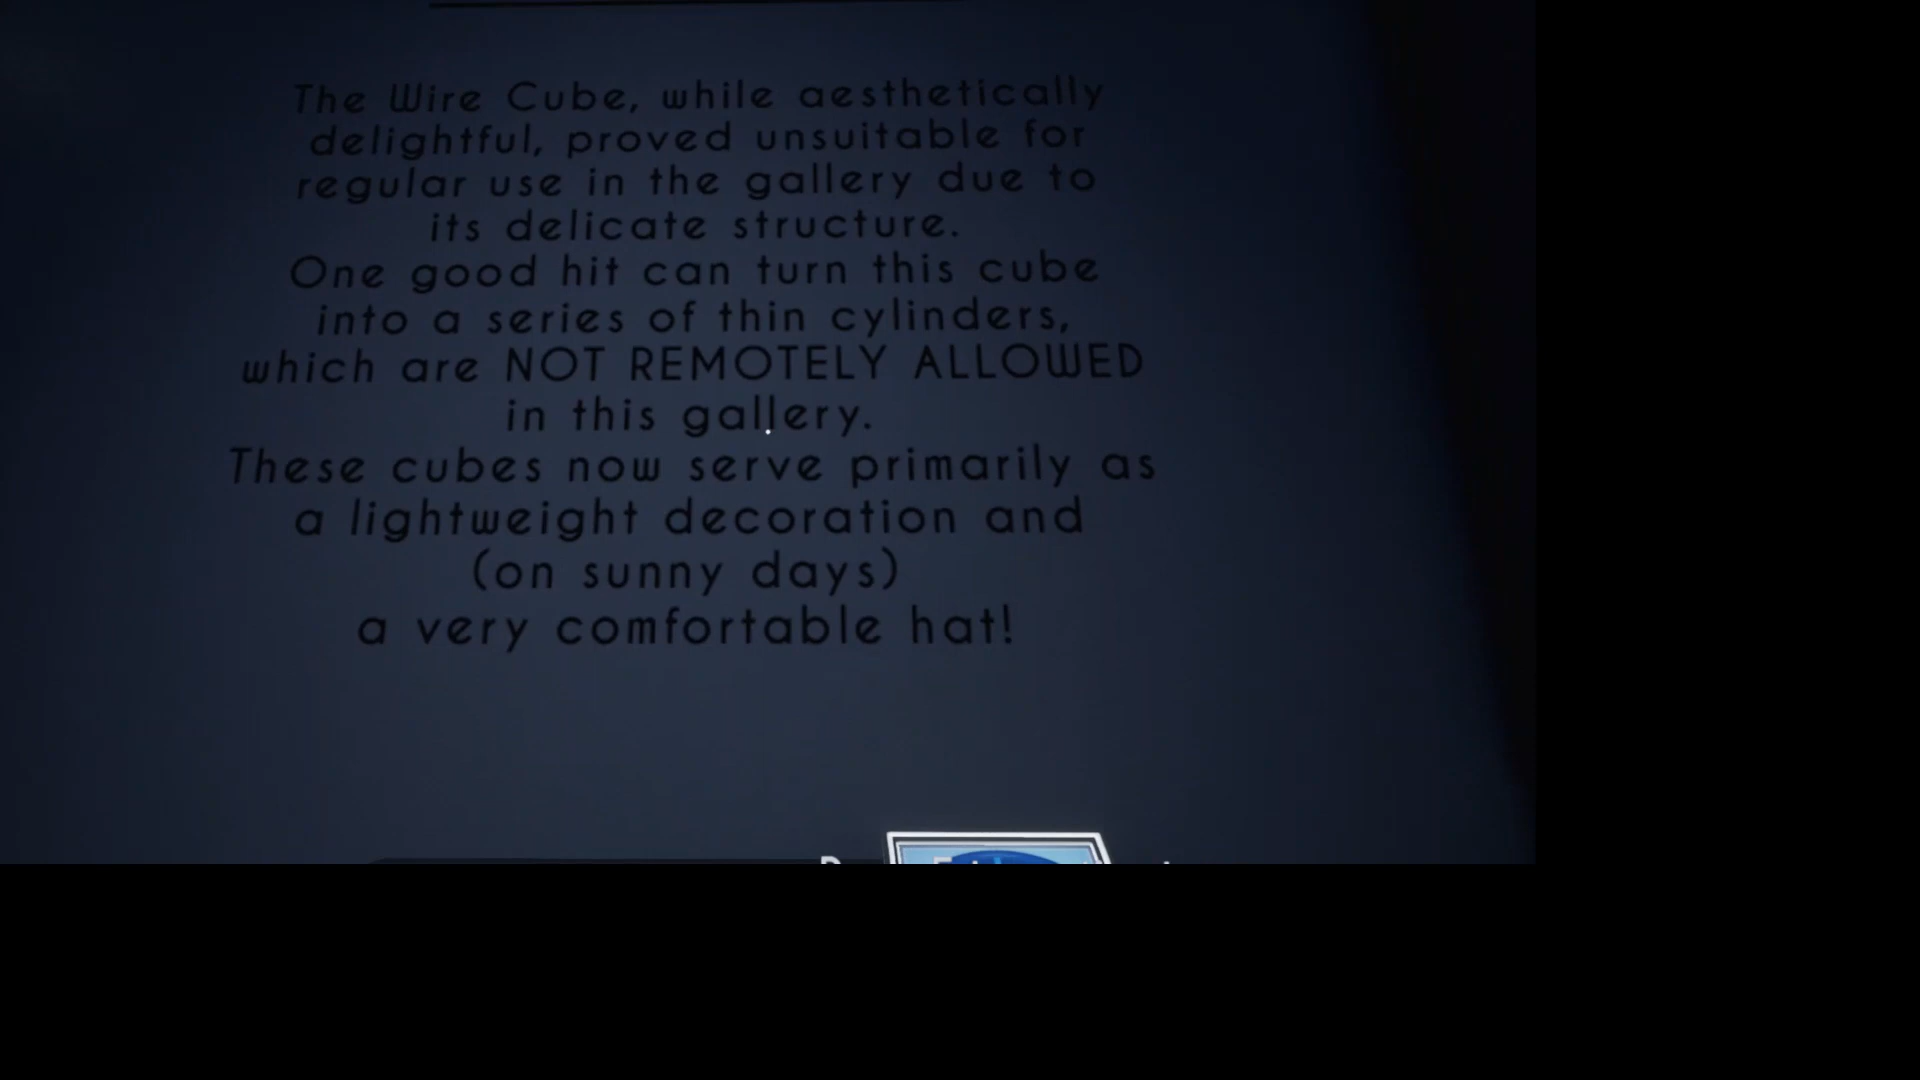 The Wire Cube, while aesthetically
delightful, proved unsuitable for
regular use in the gallery due to
its delicate structure.
One good hit can turn this cube
into a series of thin cylinders,
which are NOT REMOTELY ALLOWED
in this gallery.
These cubes now serve primarily as
a lightweight decoration and
(on sunny days)
a very comfortable hat!